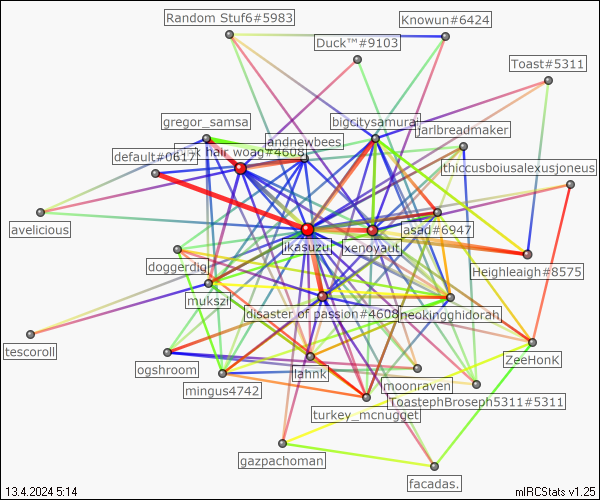 Random Stuf6#5983
Knowun#6424
Duck™#9103
Toast#5311
gregor_samsa
bigcitysamurai
jarlbreadmaker
andnewbees
hair woag#4608
default#0617
thiccusboiusalexusjoneus
avelicious
asad#6947
ikasuzu
xenoyaut
doggerdig
Heighleaigh#8575
mukszi
disaster of passion#4608
neokingghidorah
tescoroll
ZeeHonK
ogshroom
lahnk
moonraven
mingus4742
ToastephBroseph5311#5311
turkey_mcnugget
gazpachoman
facadas.
13.4.2024 5:14
mIRCStats v1.25